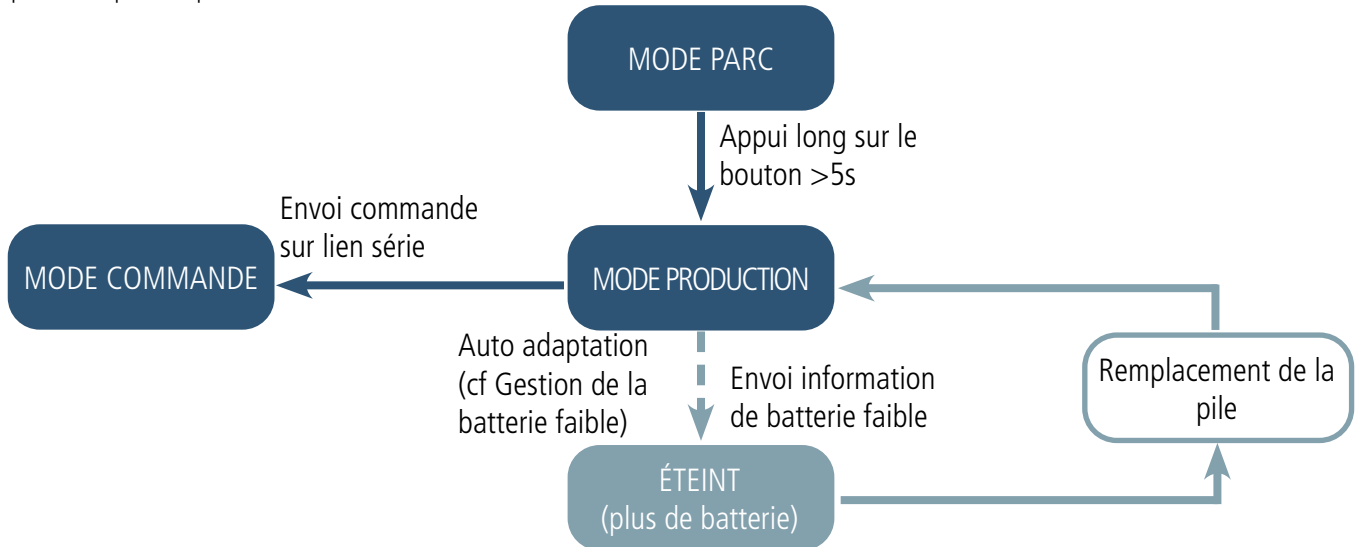 MODE PARC
Appui long sur le
bouton >5s
Envoi commande
sur lien série
MODE COMMANDE
MODE PRODUCTION
Auto adaptation
(cf Gestion de la
batterie faible)
Envoi information
de batterie faible
Remplacement de la
pile
ÉTEINT
(plus de batterie)